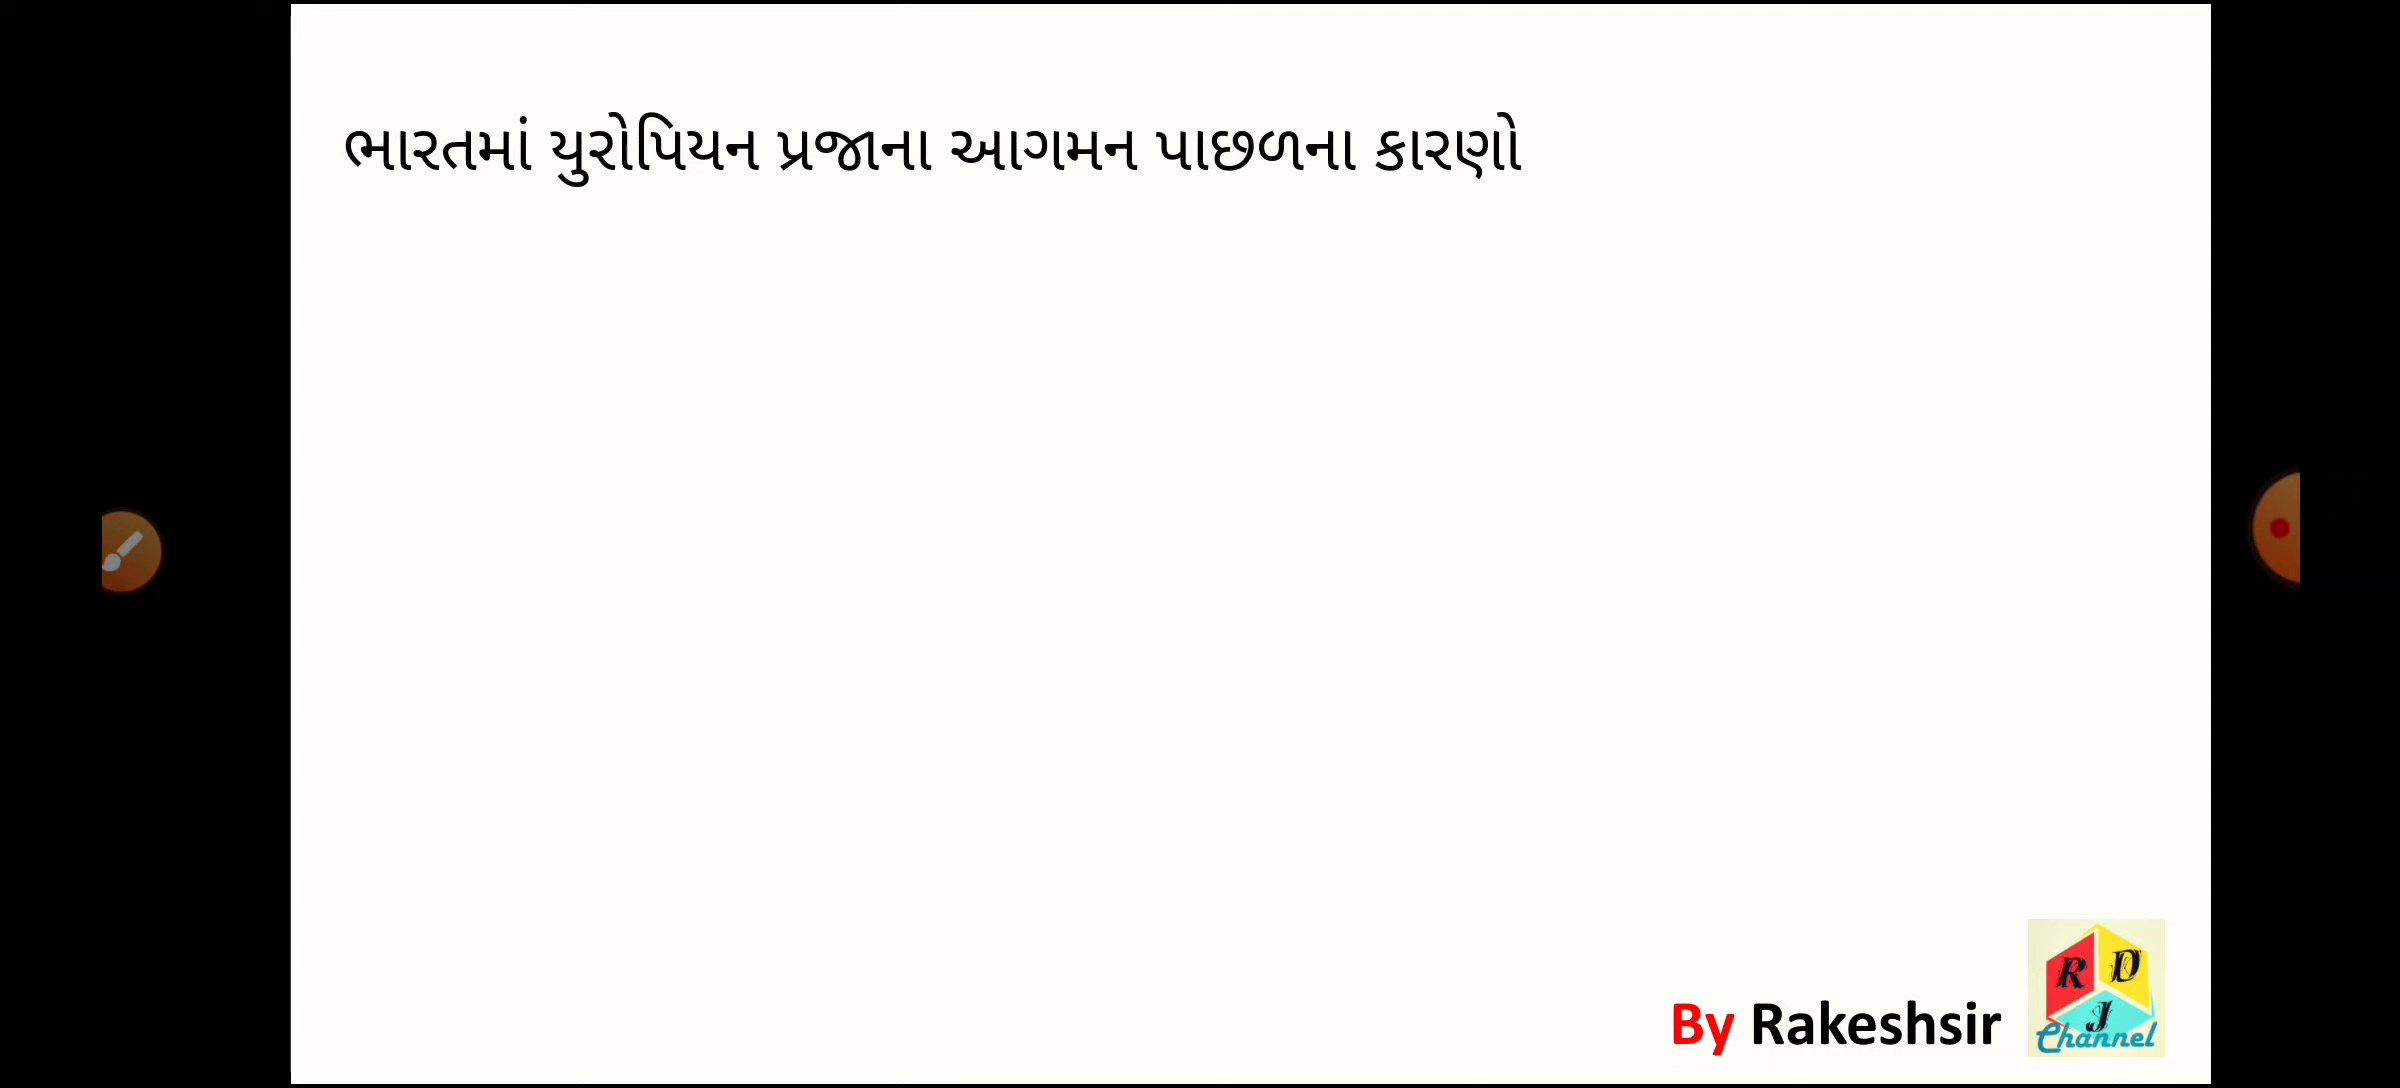 ભારતમાં યુરોપિયન પ્રજાના આગમન પાછળના કારણો
By Rakeshsir
R D
J
Channel